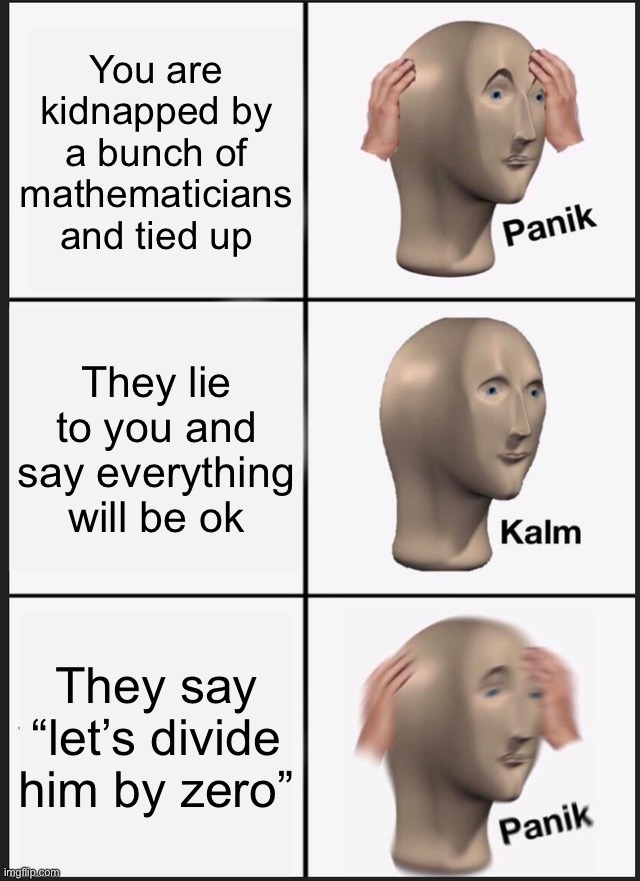 You are
kidnapped by
a bunch of
mathematicians
and tied up
Panik
They lie
to you and
say everything
will be ok
Kalm
They say
“let’s divide
him by zero”
Panik
imgflip.com